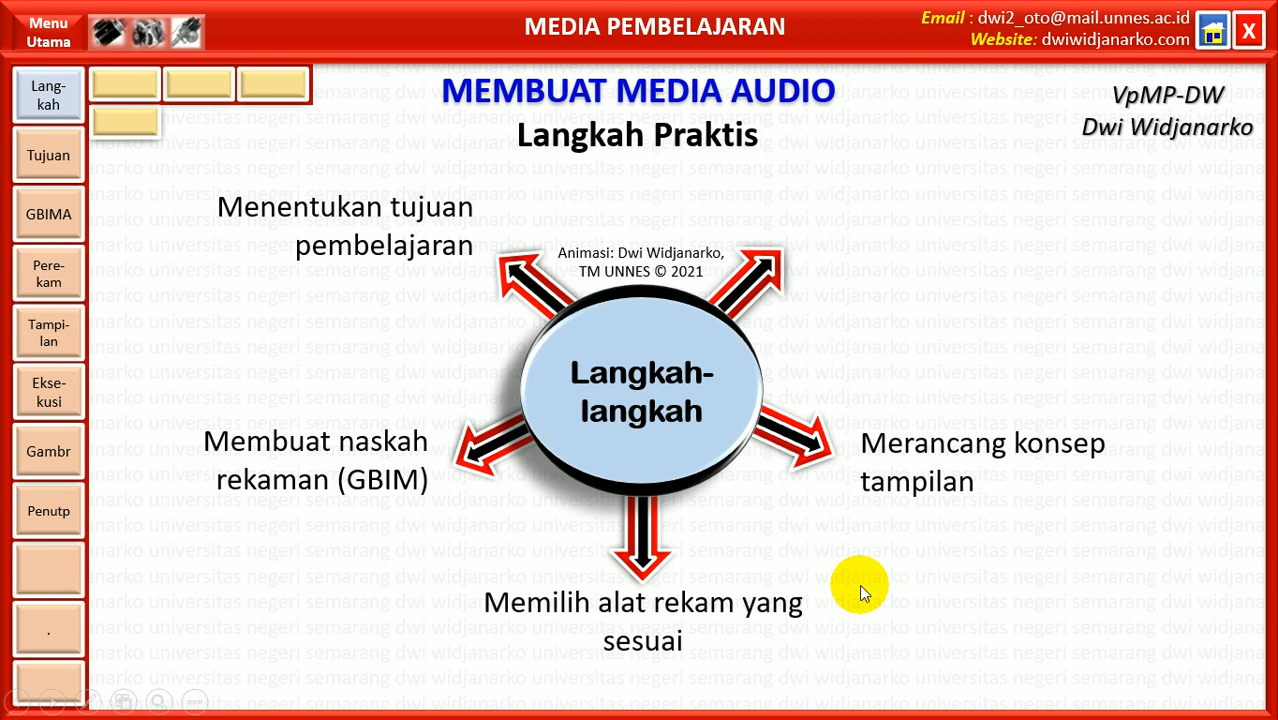 Menu
Utama
MEDIA PEMBELAJARAN
Email : dwi2_oto@mail.unnes.ac.id
Website: dwiwidjanarko.com
X
Lang-
kah
Tujuan
GBIMA
Pere-
kam
Tampi-
lan
Ekse-
kusi
Gambr
Penutp
.
MEMBUAT MEDIA AUDIO
Langkah Praktis
VpMP-DW
Dwi Widjanarko
Menentukan tujuan
pembelajaran
Animasi: Dwi Widjanarko,
TM UNNES © 2021
Langkah-
langkah
Membuat naskah
rekaman (GBIM)
Merancang konsep
tampilan
Memilih alat rekam yang
sesuai